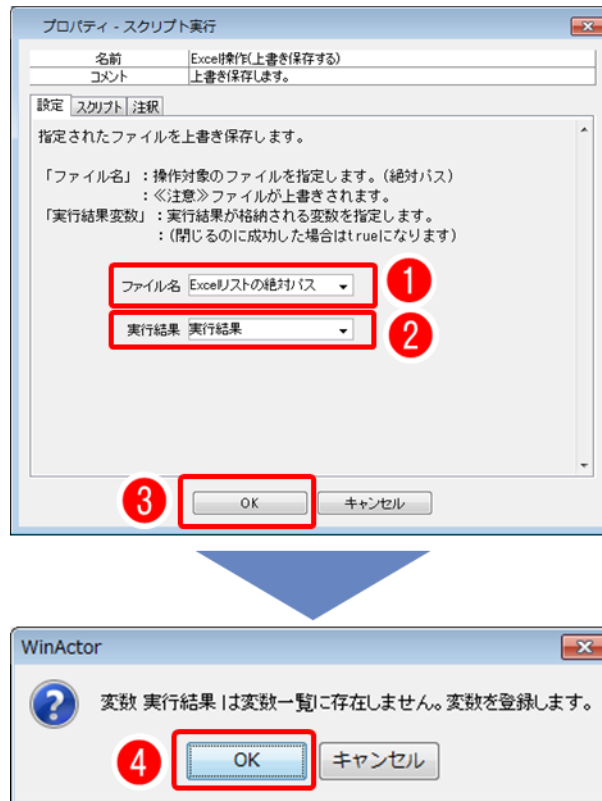 プロパティ - スクリプト実行
名前 Excel操作(上書き保存する)
コメント 上書き保存します。
設定 スクリプト 注釈
指定されたファイルを上書き保存します。
「ファイル名」：操作対象のファイルを指定します。(絶対パス)
：≪注意≫ファイルが上書きされます。
「実行結果変数」：実行結果が格納される変数を指定します。
：(閉じるのに成功した場合はtrueになります)
ファイル名 Excelリストの絶対パス 1
実行結果 実行結果 2
3 OK キャンセル
WinActor
変数 実行結果 は変数一覧に存在しません。変数を登録します。
4 OK キャンセル